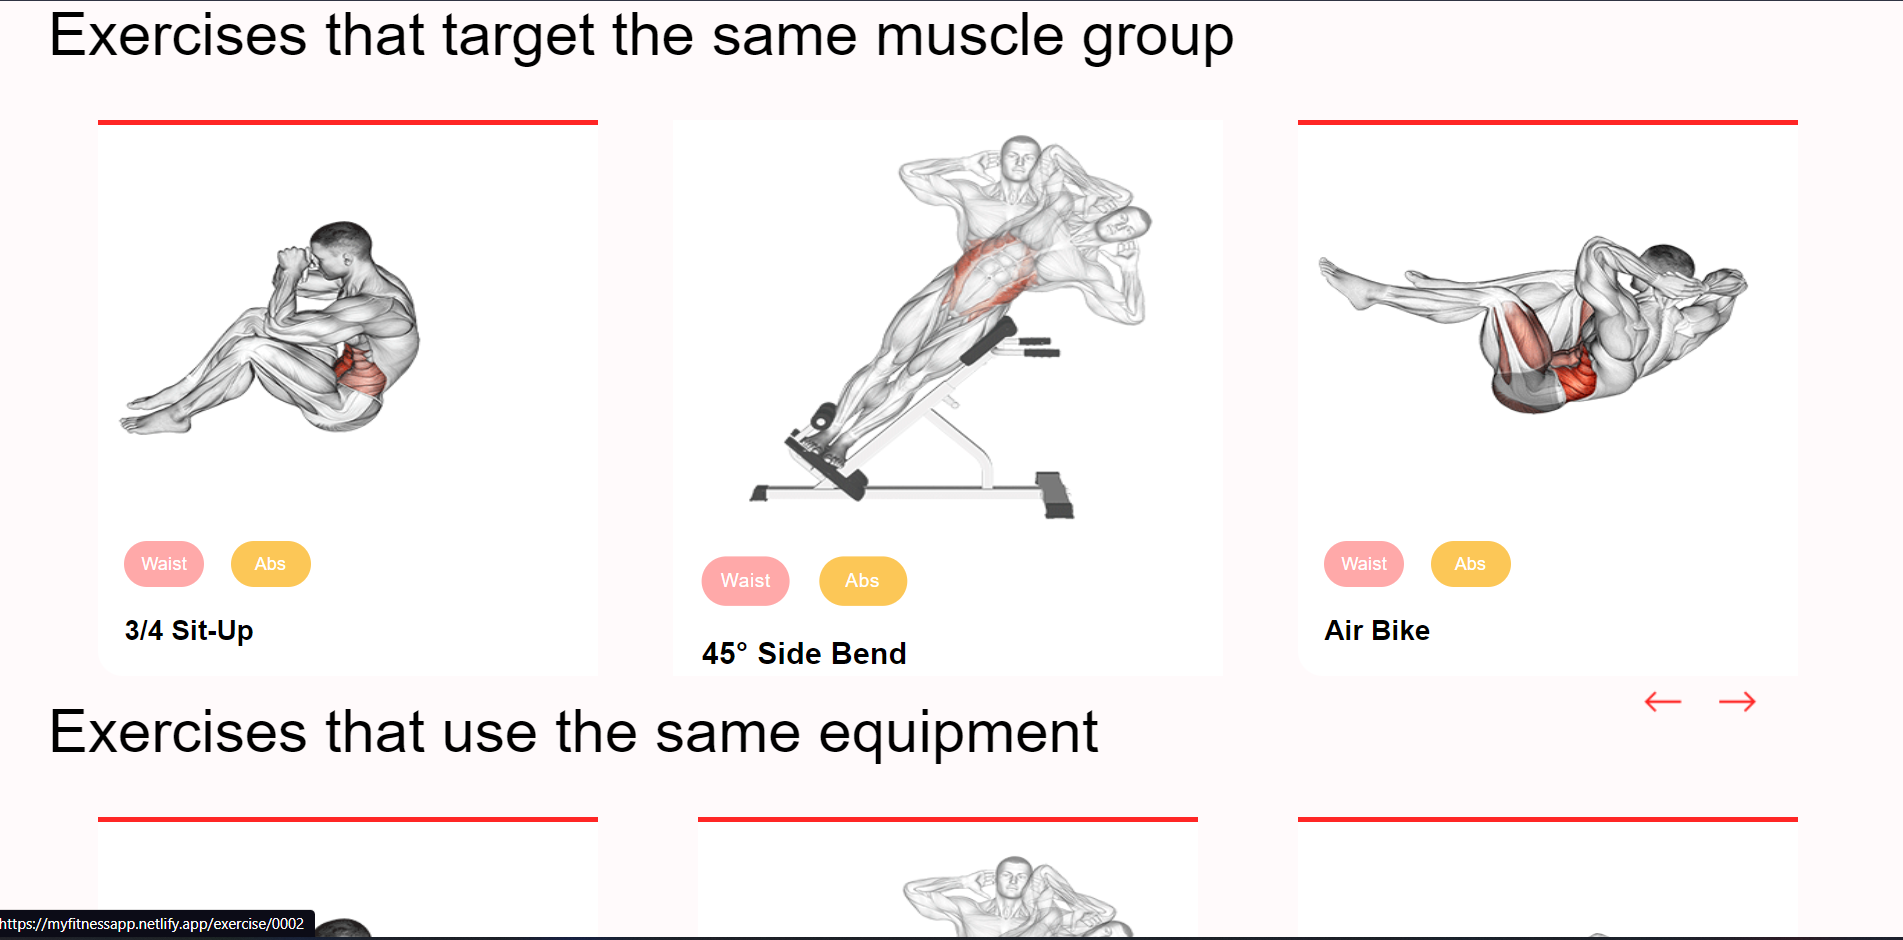 Exercises that target the same muscle group
Waist Abs
3/4 Sit-Up
Waist Abs
45° Side Bend
Waist Abs
Air Bike
Exercises that use the same equipment
https://myfitnessapp.netlify.app/exercise/0002